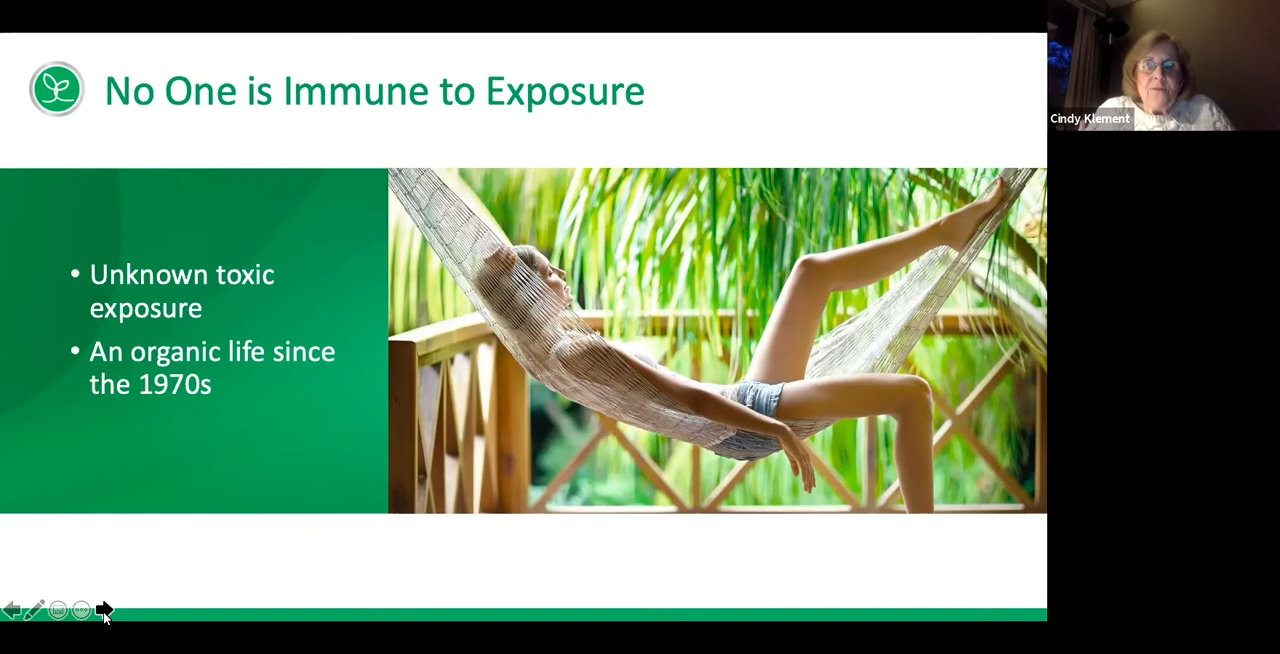 No One is Immune to Exposure
Cindy Klement
• Unknown toxic
exposure
• An organic life since
the 1970s